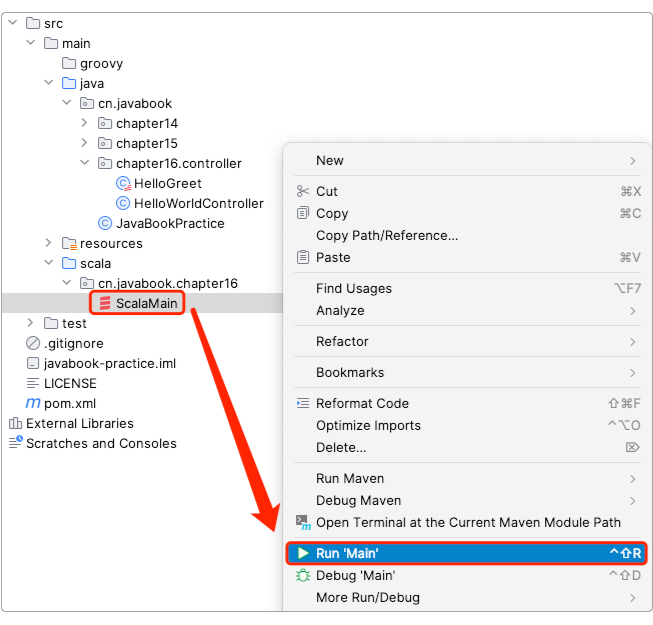 src
main
groovy
java
cn.javabook
chapter14
chapter15
chapter16.controller
HelloGreet
HelloWorldController
JavaBookPractice
resources
scala
cn.javabook.chapter16
ScalaMain
test
.gitignore
javabook-practice.iml
LICENSE
pom.xml
External Libraries
Scratches and Consoles
New
Cut ⌘X
Copy ⌘C
Copy Path/Reference...
Paste ⌘V
Find Usages ⌥F7
Analyze
Refactor
Bookmarks
Reformat Code ⇧⌘F
Optimize Imports ⌃⌥O
Delete... ⌦
Run Maven
Debug Maven
Open Terminal at the Current Maven Module Path
Run 'Main' ⌃⇧R
Debug 'Main' ⌃⇧D
More Run/Debug